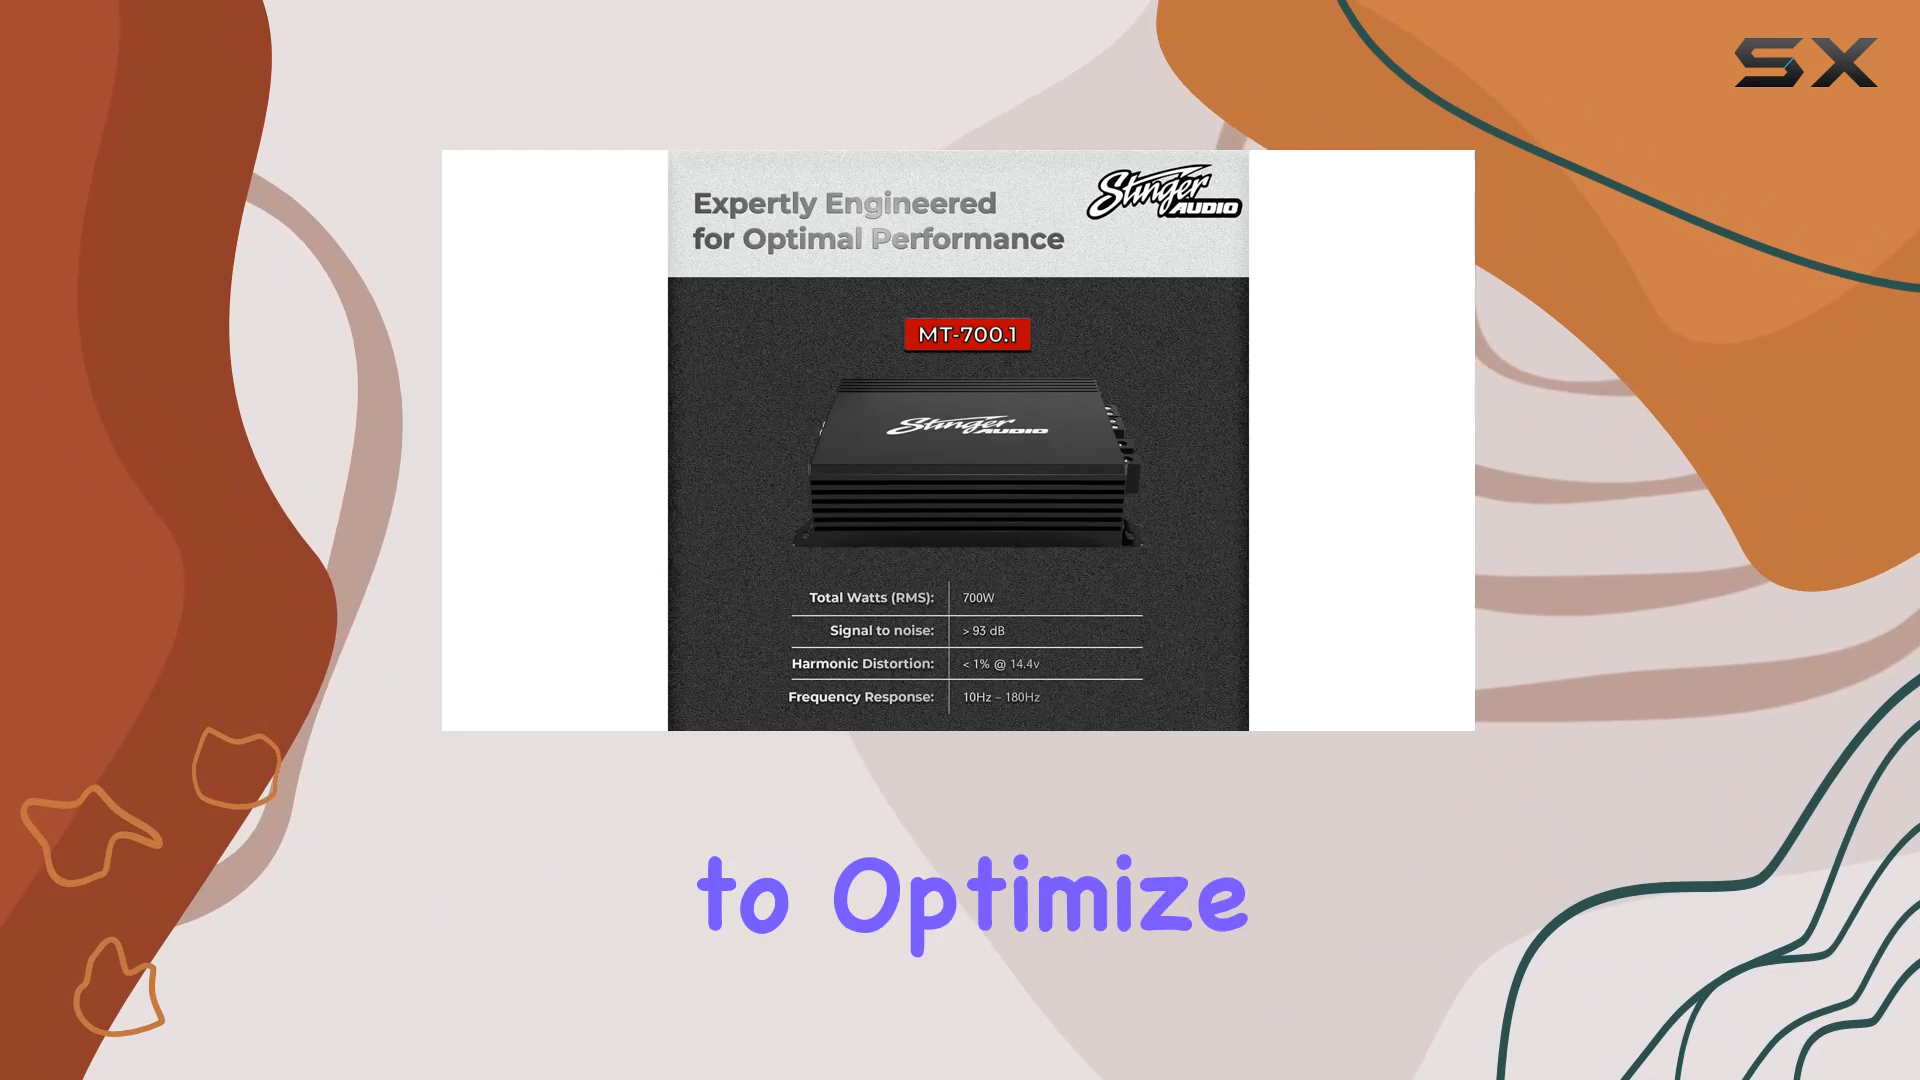 SX
Expertly Engineered
for Optimal Performance
Stinger
AUDIO
MT-700.1
Stinger
AUDIO
Total Watts (RMS): 700W
Signal to noise: > 93 dB
Harmonic Distortion: < 1% @ 14.4v
Frequency Response: 10Hz – 180Hz
to Optimize